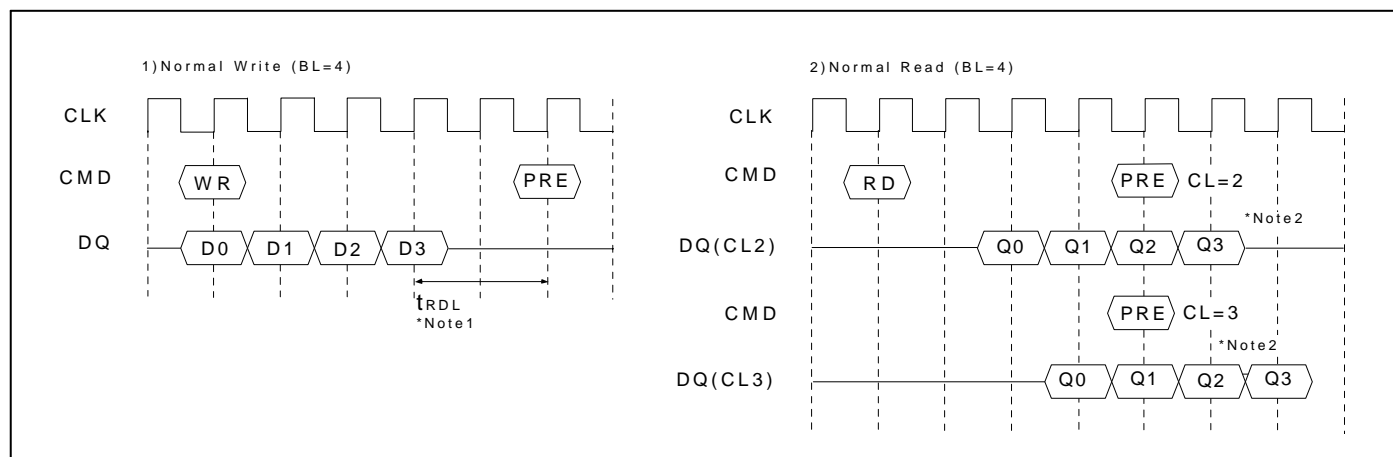 1)Normal Write (BL=4)
CLK
CMD
WR
PRE
DQ
D0 D1 D2 D3
tRDL
*Note1
2)Normal Read (BL=4)
CLK
CMD
RD
PRE CL=2
*Note2
DQ(CL2)
Q0 Q1 Q2 Q3
CMD
PRE CL=3
*Note2
DQ(CL3)
Q0 Q1 Q2 Q3